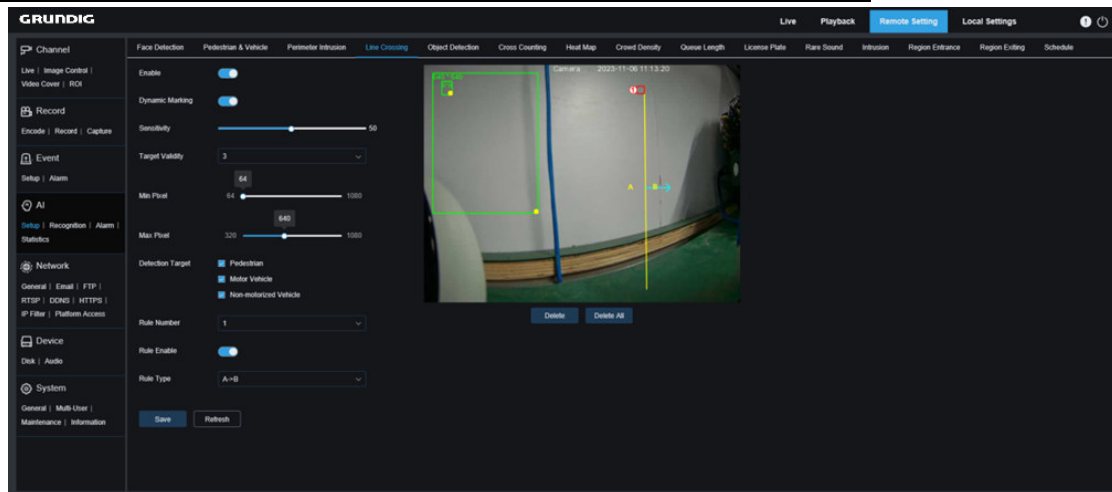 GRUNDIG
Live Playback Remote Setting Local Settings
Channel
Live | Image Control |
Video Cover | ROI
Record
Encode | Record | Capture
Event
Setup | Alarm
AI
Setup | Recognition | Alarm |
Statistics
Network
General | Email | FTP |
RTSP | DDNS | HTTPS |
IP Filter | Platform Access
Device
Disk | Audio
System
General | Multi-User |
Maintenance | Information
Face Detection Pedestrian & Vehicle Perimeter Intrusion Line Crossing Object Detection Cross Counting Heat Map Crowd Density Queue Length License Plate Rare Sound Intrusion Region Entrance Region Exiting Schedule
Enable
Dynamic Marking
Sensitivity 50
Target Validity 3
64
Min Pixel 64 1080
640
Max Pixel 320 1080
Detection Target Pedestrian
Motor Vehicle
Non-motorized Vehicle
Rule Number 1
Rule Enable
Rule Type A->B
Save Refresh
Camera 2023-11-06 11:13:20
640 * 640
1
A B
Delete Delete All